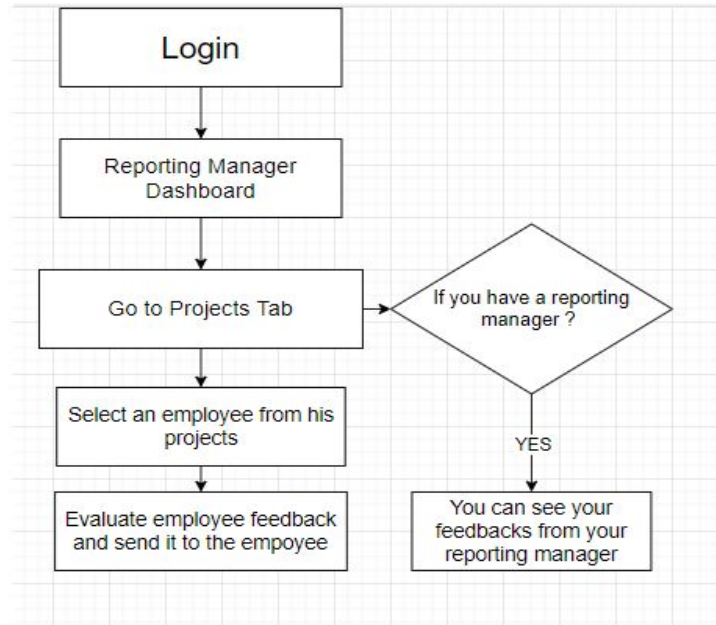 Login
Reporting Manager
Dashboard
Go to Projects Tab
If you have a reporting
manager ?
Select an employee from his
projects
YES
Evaluate employee feedback
and send it to the empoyee
You can see your
feedbacks from your
reporting manager